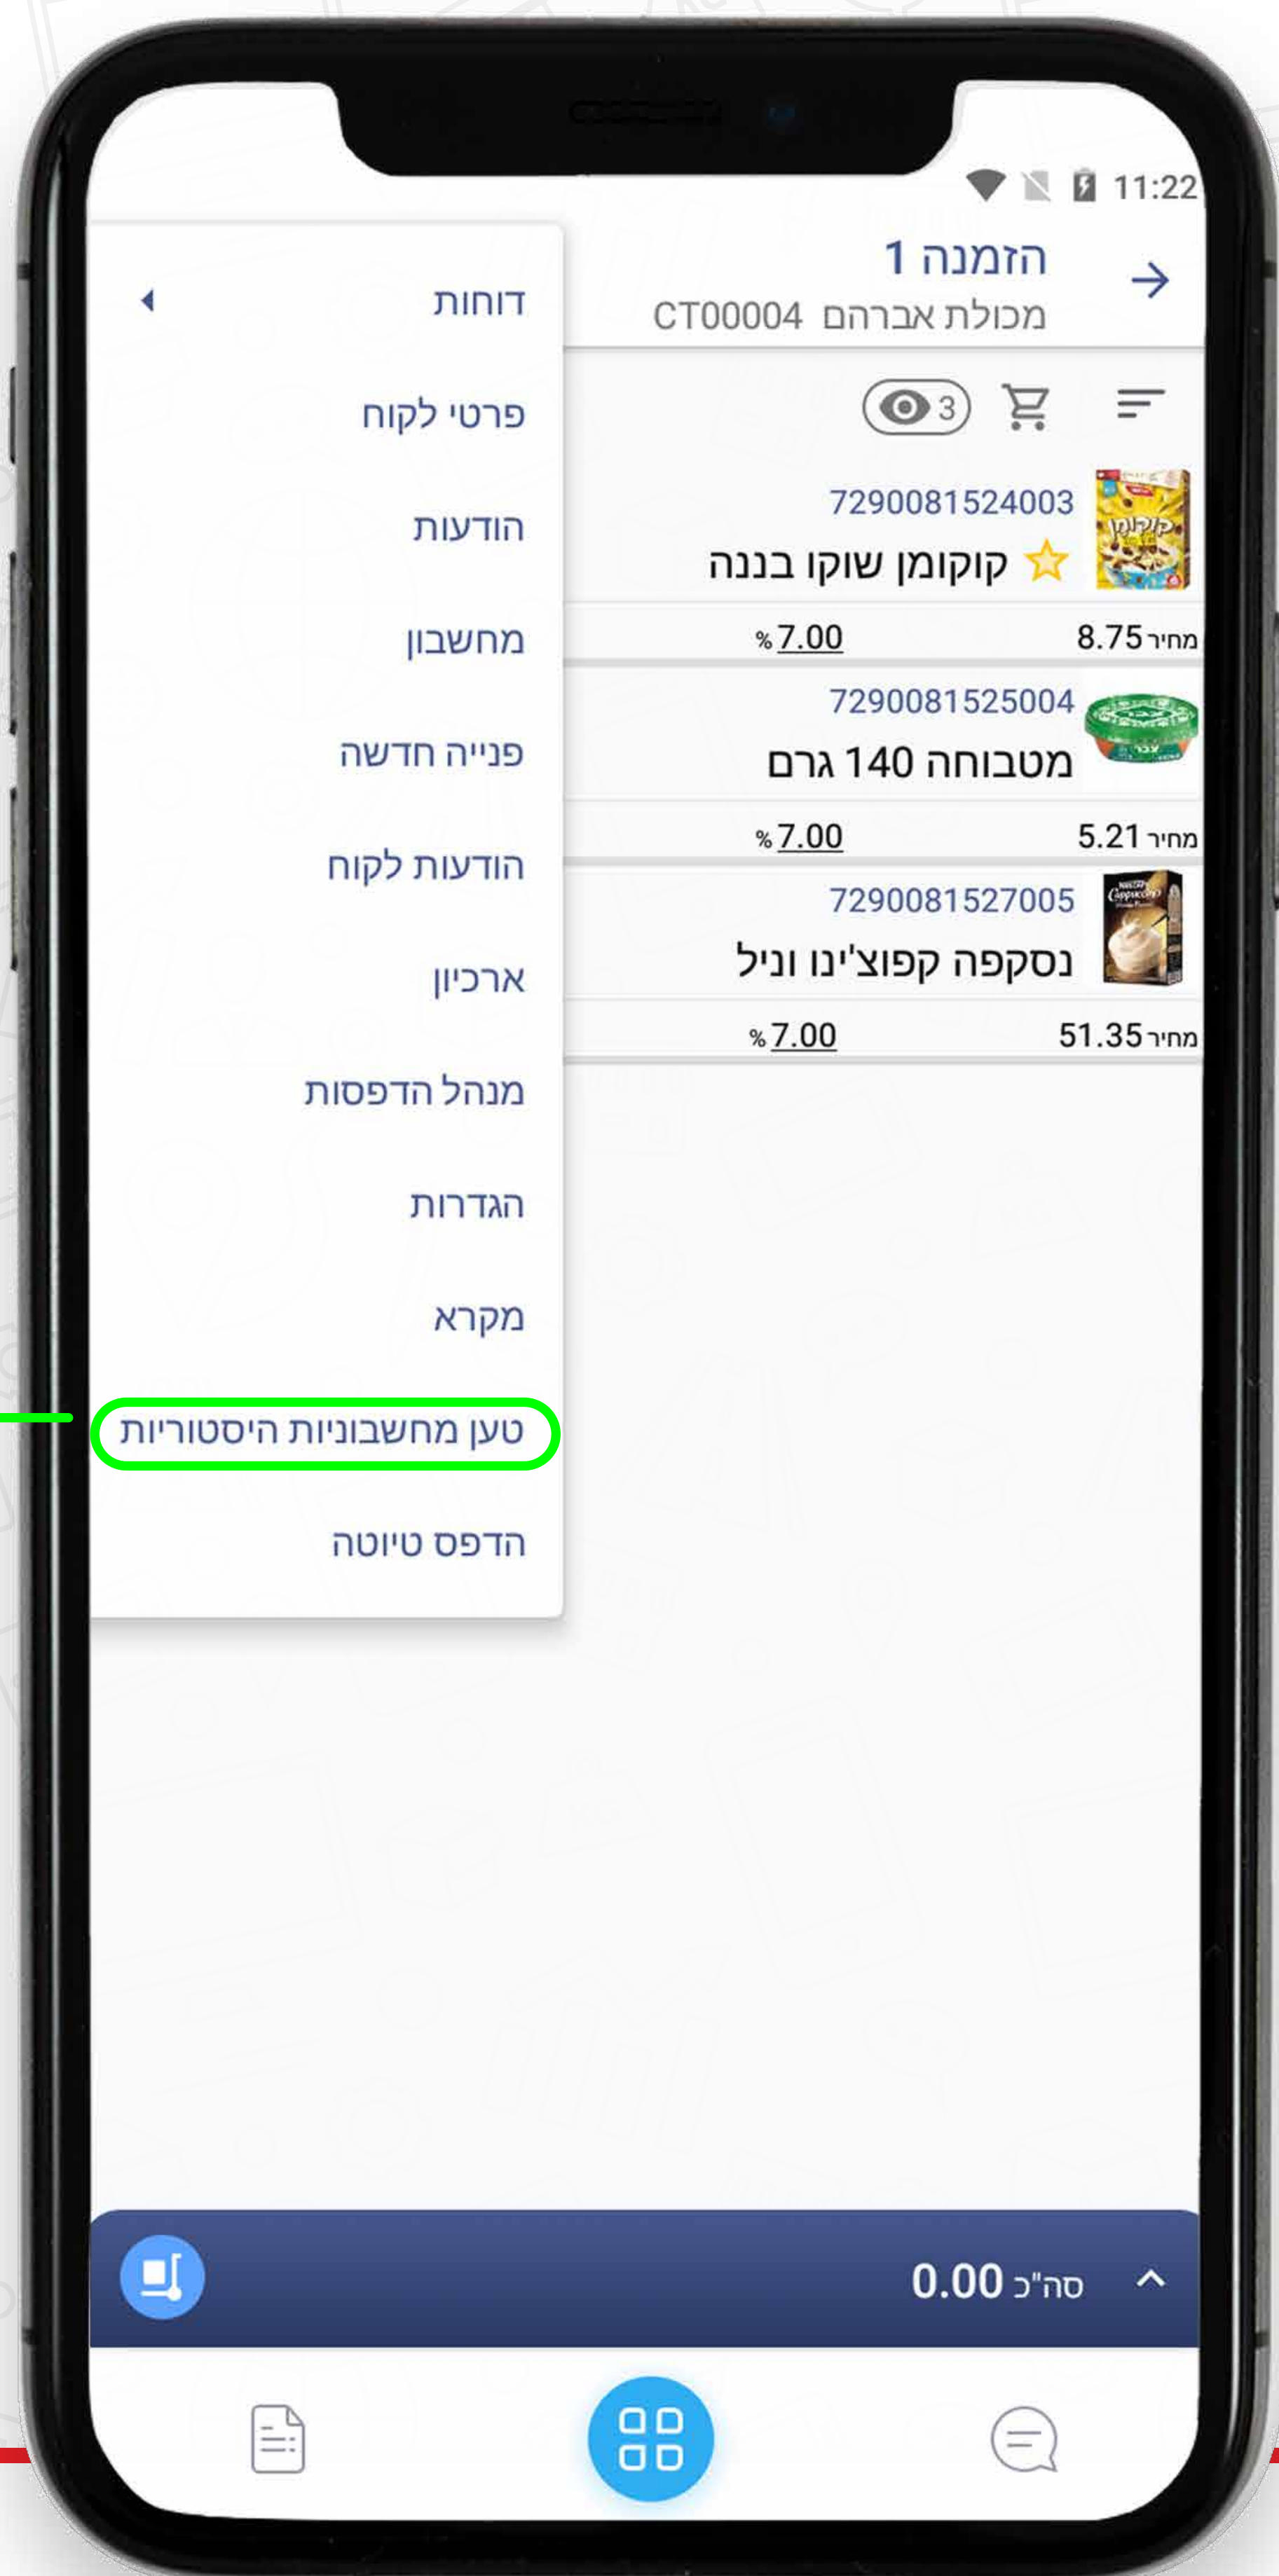 11:22
הזמנה 1
מכולת אברהם CT00004
3
7290081524003
קוקומן שוקו בננה
מחיר 8.75 7.00 %
7290081525004
מטבוחה 140 גרם
מחיר 5.21 7.00 %
7290081527005
נסקפה קפוצ'ינו וניל
מחיר 51.35 7.00 %
דוחות
פרטי לקוח
הודעות
מחשבון
פנייה חדשה
הודעות לקוח
ארכיון
מנהל הדפסות
הגדרות
מקרא
טען מחשבוניות היסטוריות
הדפס טיוטה
סה"כ 0.00
קוקומן
צבר
Cappuccino